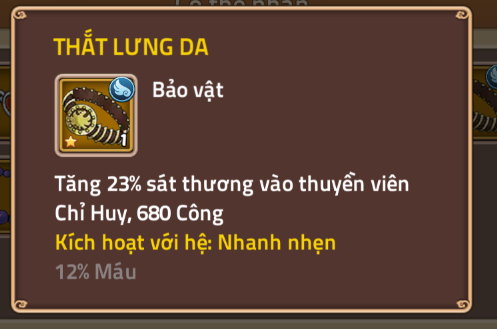 THẮT LƯNG DA
Bảo vật
1
Tăng 23% sát thương vào thuyền viên
Chỉ Huy, 680 Công
Kích hoạt với hệ: Nhanh nhẹn
12% Máu